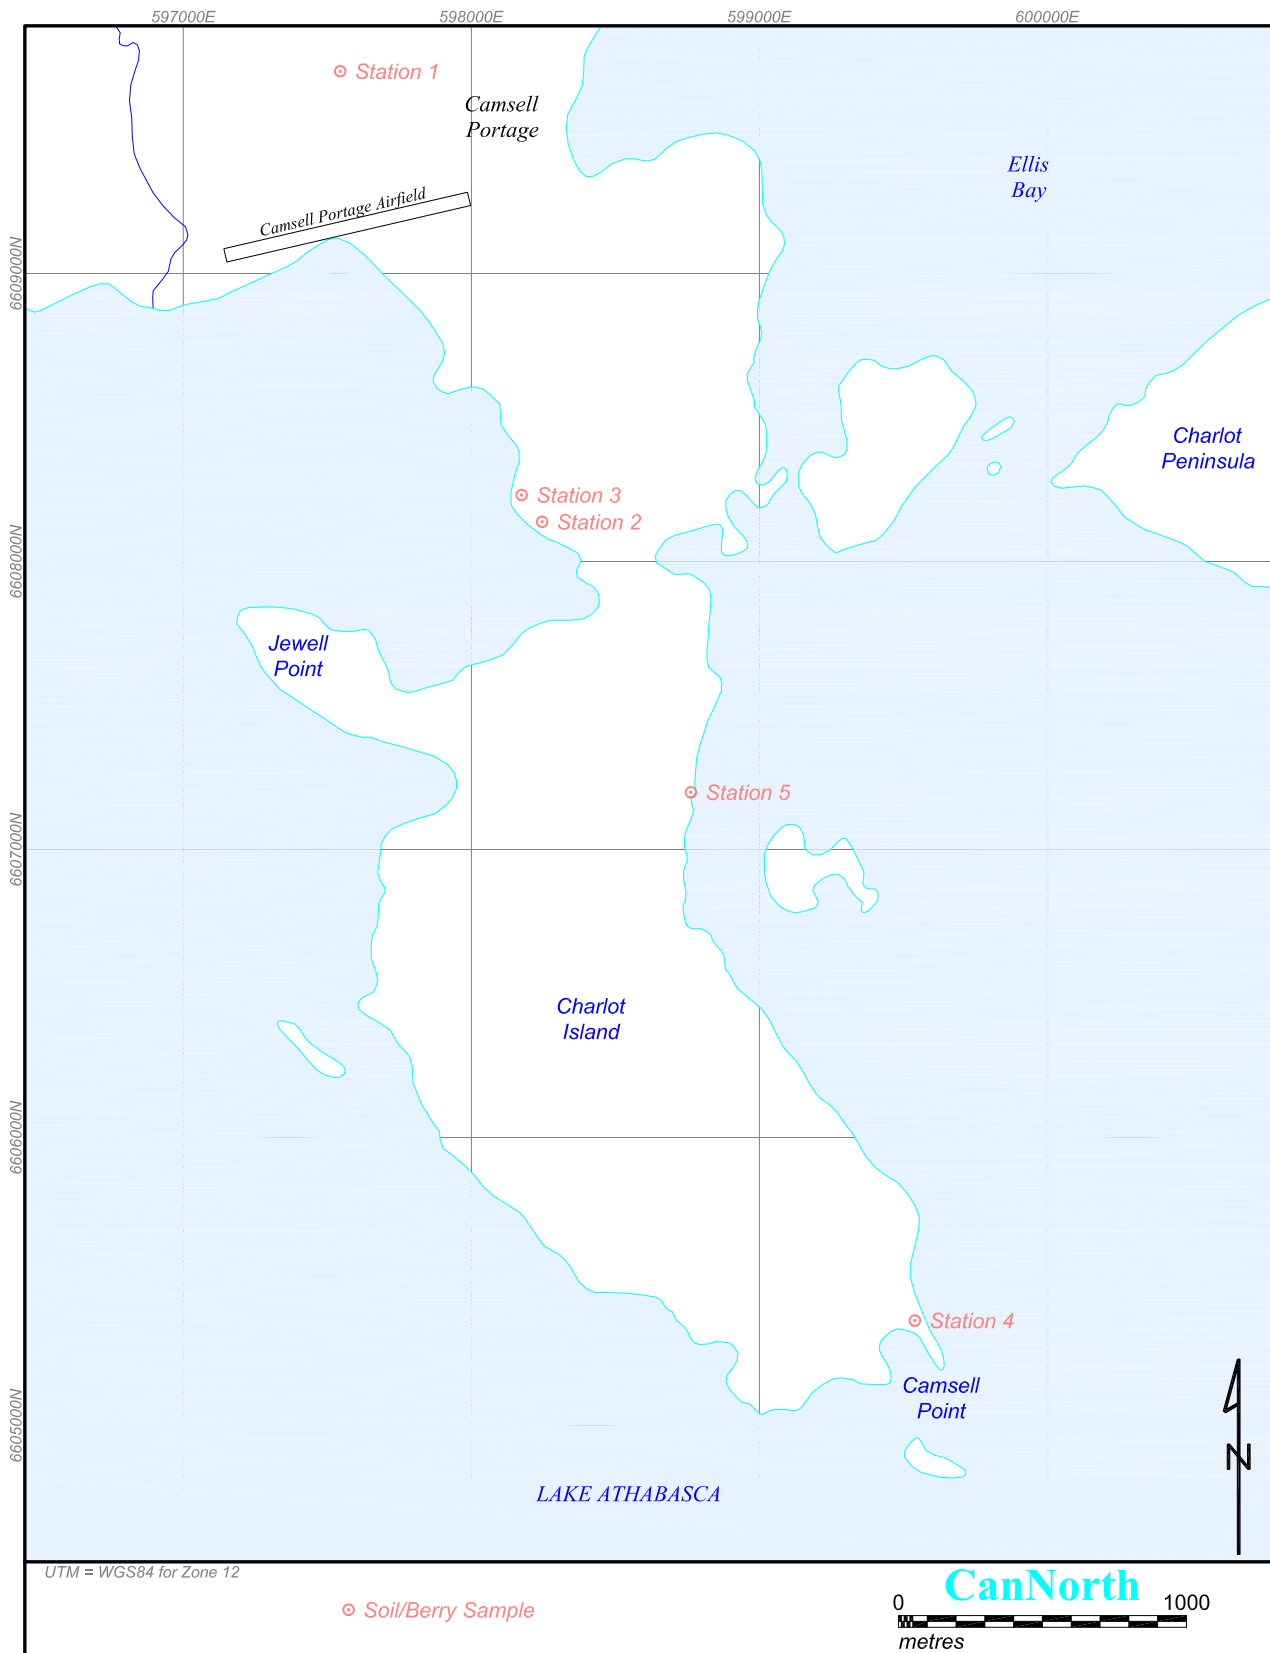 597000E
598000E
599000E
600000E
Station 1
Camsell
Portage
Ellis
Bay
Camsell Portage Airfield
6609000N
Charlot
Peninsula
Station 3
Station 2
6608000N
Jewell
Point
Station 5
6607000N
Charlot
Island
6606000N
Station 4
Camsell
Point
6605000N
N
LAKE ATHABASCA
UTM = WGS84 for Zone 12
CanNorth
Soil/Berry Sample
0
1000
metres